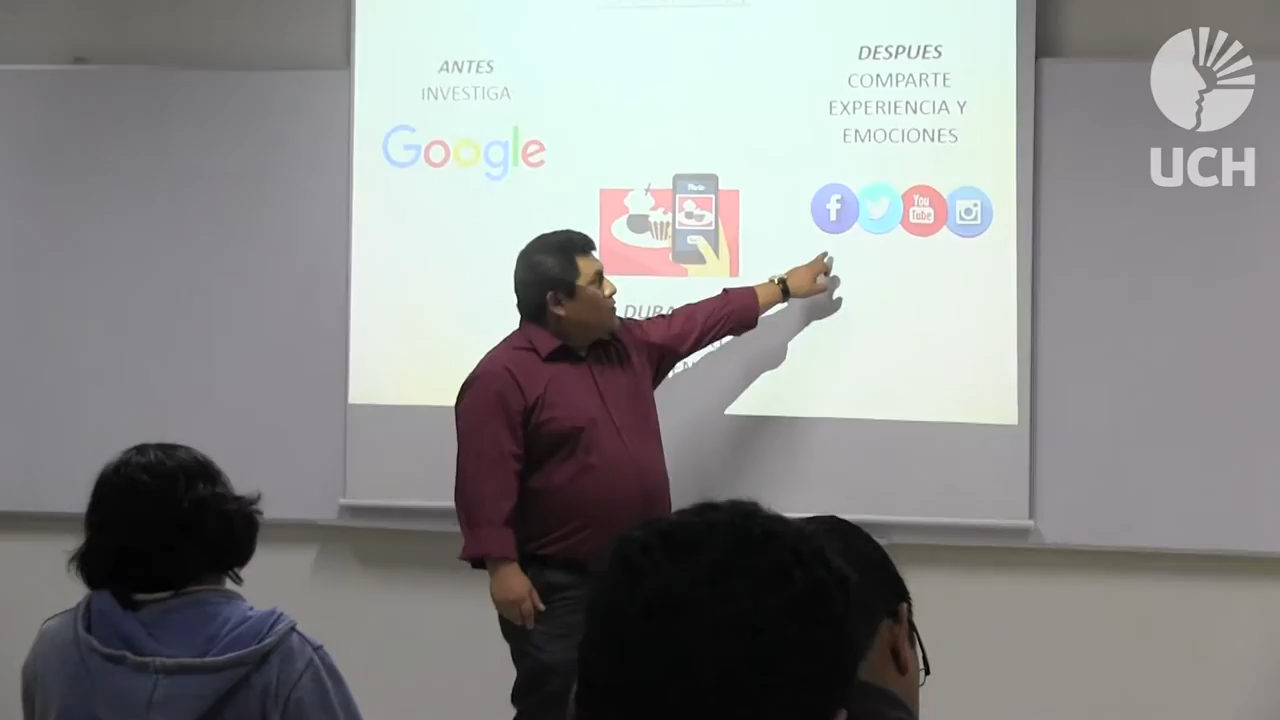 ANTES
INVESTIGA
Google
DESPUES
COMPARTE
EXPERIENCIA Y
EMOCIONES
You
Tube
UCH